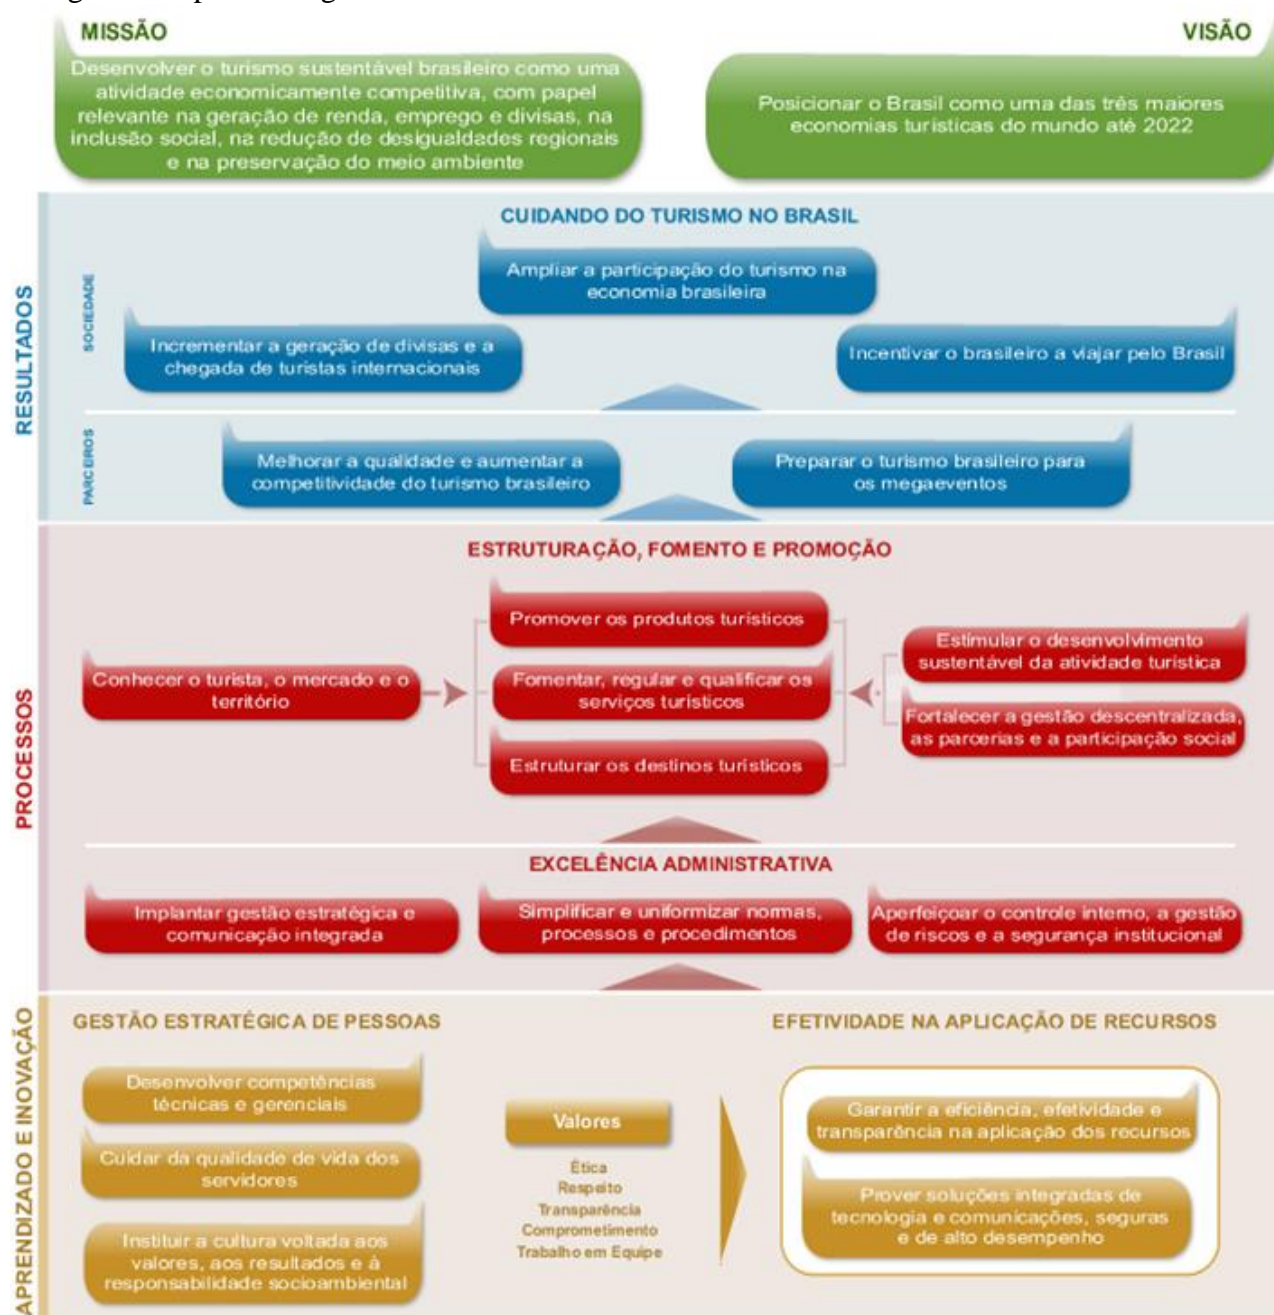 MISSÃO
Desenvolver o turismo sustentável brasileiro como uma
atividade economicamente competitiva, com papel
relevante na geração de renda, emprego e divisas, na
inclusão social, na redução de desigualdades regionais
e na preservação do meio ambiente
VISÃO
Posicionar o Brasil como uma das três maiores
economias turísticas do mundo até 2022
RESULTADOS
CUIDANDO DO TURISMO NO BRASIL
SOCIEDADE
Ampliar a participação do turismo na
economia brasileira
Incrementar a geração de divisas e a
chegada de turistas internacionais
Incentivar o brasileiro a viajar pelo Brasil
PARCEIROS
Melhorar a qualidade e aumentar a
competitividade do turismo brasileiro
Preparar o turismo brasileiro para
os megaeventos
PROCESSOS
ESTRUTURAÇÃO, FOMENTO E PROMOÇÃO
Conhecer o turista, o mercado e o
território
Promover os produtos turísticos
Fomentar, regular e qualificar os
serviços turísticos
Estruturar os destinos turísticos
Estimular o desenvolvimento
sustentável da atividade turística
Fortalecer a gestão descentralizada,
as parcerias e a participação social
EXCELÊNCIA ADMINISTRATIVA
Implantar gestão estratégica e
comunicação integrada
Simplificar e uniformizar normas,
processos e procedimentos
Aperfeiçoar o controle interno, a gestão
de riscos e a segurança institucional
APRENDIZADO E INOVAÇÃO
GESTÃO ESTRATÉGICA DE PESSOAS
Desenvolver competências
técnicas e gerenciais
Cuidar da qualidade de vida dos
servidores
Instituir a cultura voltada aos
valores, aos resultados e à
responsabilidade socioambiental
Valores
Ética
Respeito
Transparência
Comprometimento
Trabalho em Equipe
EFETIVIDADE NA APLICAÇÃO DE RECURSOS
Garantir a eficiência, efetividade e
transparência na aplicação dos recursos
Prover soluções integradas de
tecnologia e comunicações, seguras
e de alto desempenho